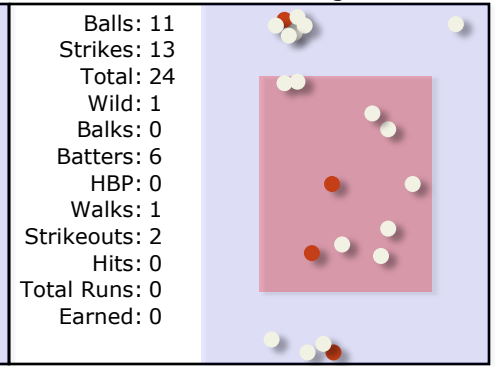 Balls: 11
Strikes: 13
Total: 24
Wild: 1
Balks: 0
Batters: 6
HBP: 0
Walks: 1
Strikeouts: 2
Hits: 0
Total Runs: 0
Earned: 0